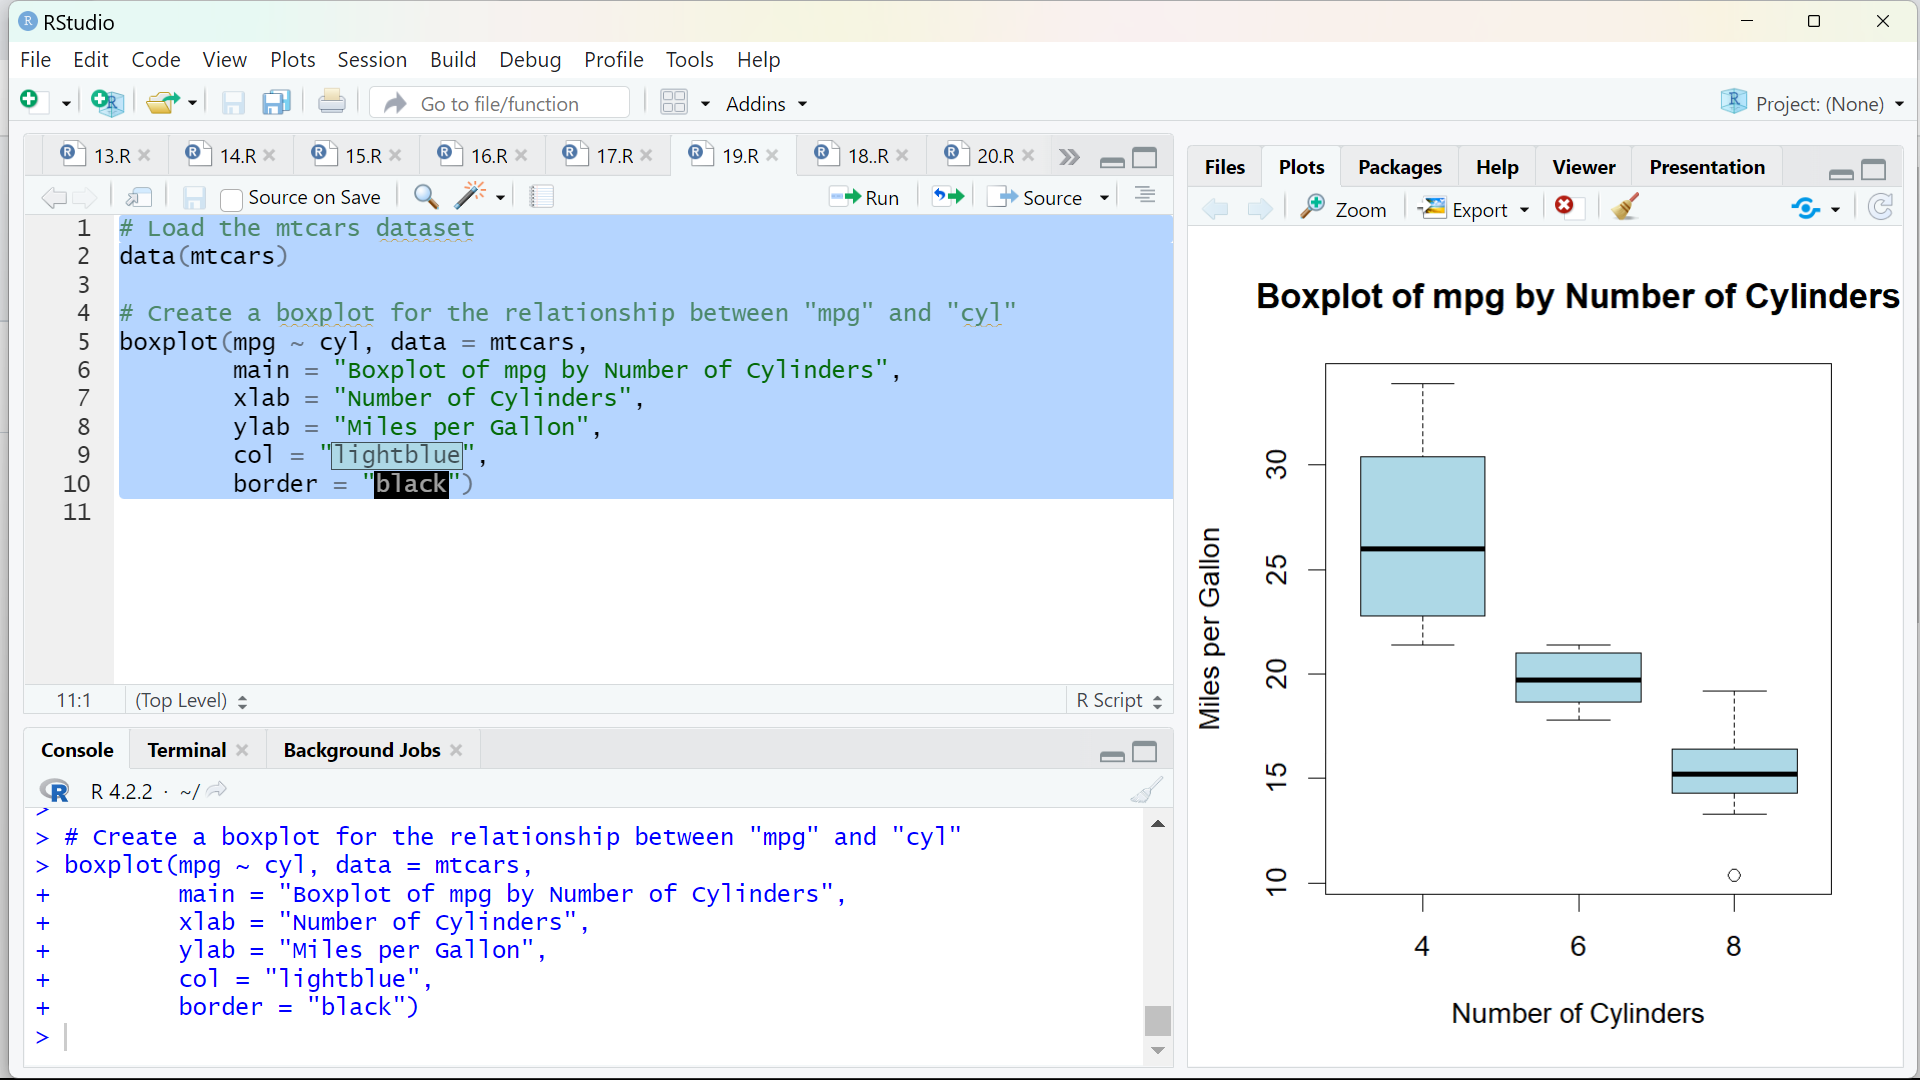 RStudio
File Edit Code View Plots Session Build Debug Profile Tools Help
Go to file/function Addins Project: (None)
13.R 14.R 15.R 16.R 17.R 19.R 18..R 20.R
Source on Save Run Source
1 # Load the mtcars dataset
2 data(mtcars)
3
4 # Create a boxplot for the relationship between "mpg" and "cyl"
5 boxplot(mpg ~ cyl, data = mtcars,
6 main = "Boxplot of mpg by Number of Cylinders",
7 xlab = "Number of Cylinders",
8 ylab = "Miles per Gallon",
9 col = "lightblue",
10 border = "black")
11
11:1 (Top Level) R Script
Console Terminal Background Jobs
R R 4.2.2 · ~/
>
> # Create a boxplot for the relationship between "mpg" and "cyl"
> boxplot(mpg ~ cyl, data = mtcars,
+ main = "Boxplot of mpg by Number of Cylinders",
+ xlab = "Number of Cylinders",
+ ylab = "Miles per Gallon",
+ col = "lightblue",
+ border = "black")
>
Files Plots Packages Help Viewer Presentation
Zoom Export
Boxplot of mpg by Number of Cylinders
Miles per Gallon
30
25
20
15
10
4 6 8
Number of Cylinders